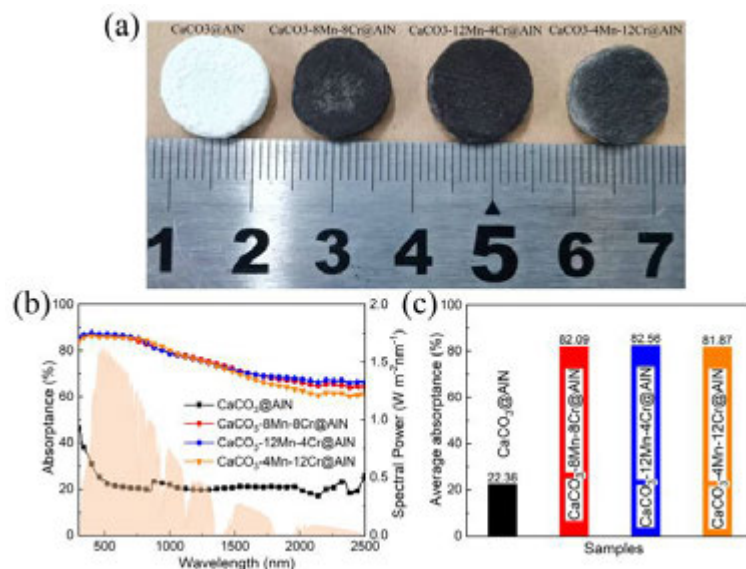 (a)
CaCO3@AlN CaCO3-8Mn-8Cr@AlN CaCO3-12Mn-4Cr@AlN CaCO3-4Mn-12Cr@AlN
1 2 3 4 5 6 7
(b)
100
80
60
40
20
0
Absorptance (%)
2.0
1.5
1.0
0.5
0.0
Spectral Power (W m⁻²nm⁻¹)
CaCO₃@AlN
CaCO₃-8Mn-8Cr@AlN
CaCO₃-12Mn-4Cr@AlN
CaCO₃-4Mn-12Cr@AlN
500 1000 1500 2000 2500
Wavelength (nm)
(c)
100
80
60
40
20
0
Average absorptance (%)
22.36
82.09
82.56
81.87
CaCO₃@AlN
CaCO₃-8Mn-8Cr@AlN
CaCO₃-12Mn-4Cr@AlN
CaCO₃-4Mn-12Cr@AlN
Samples